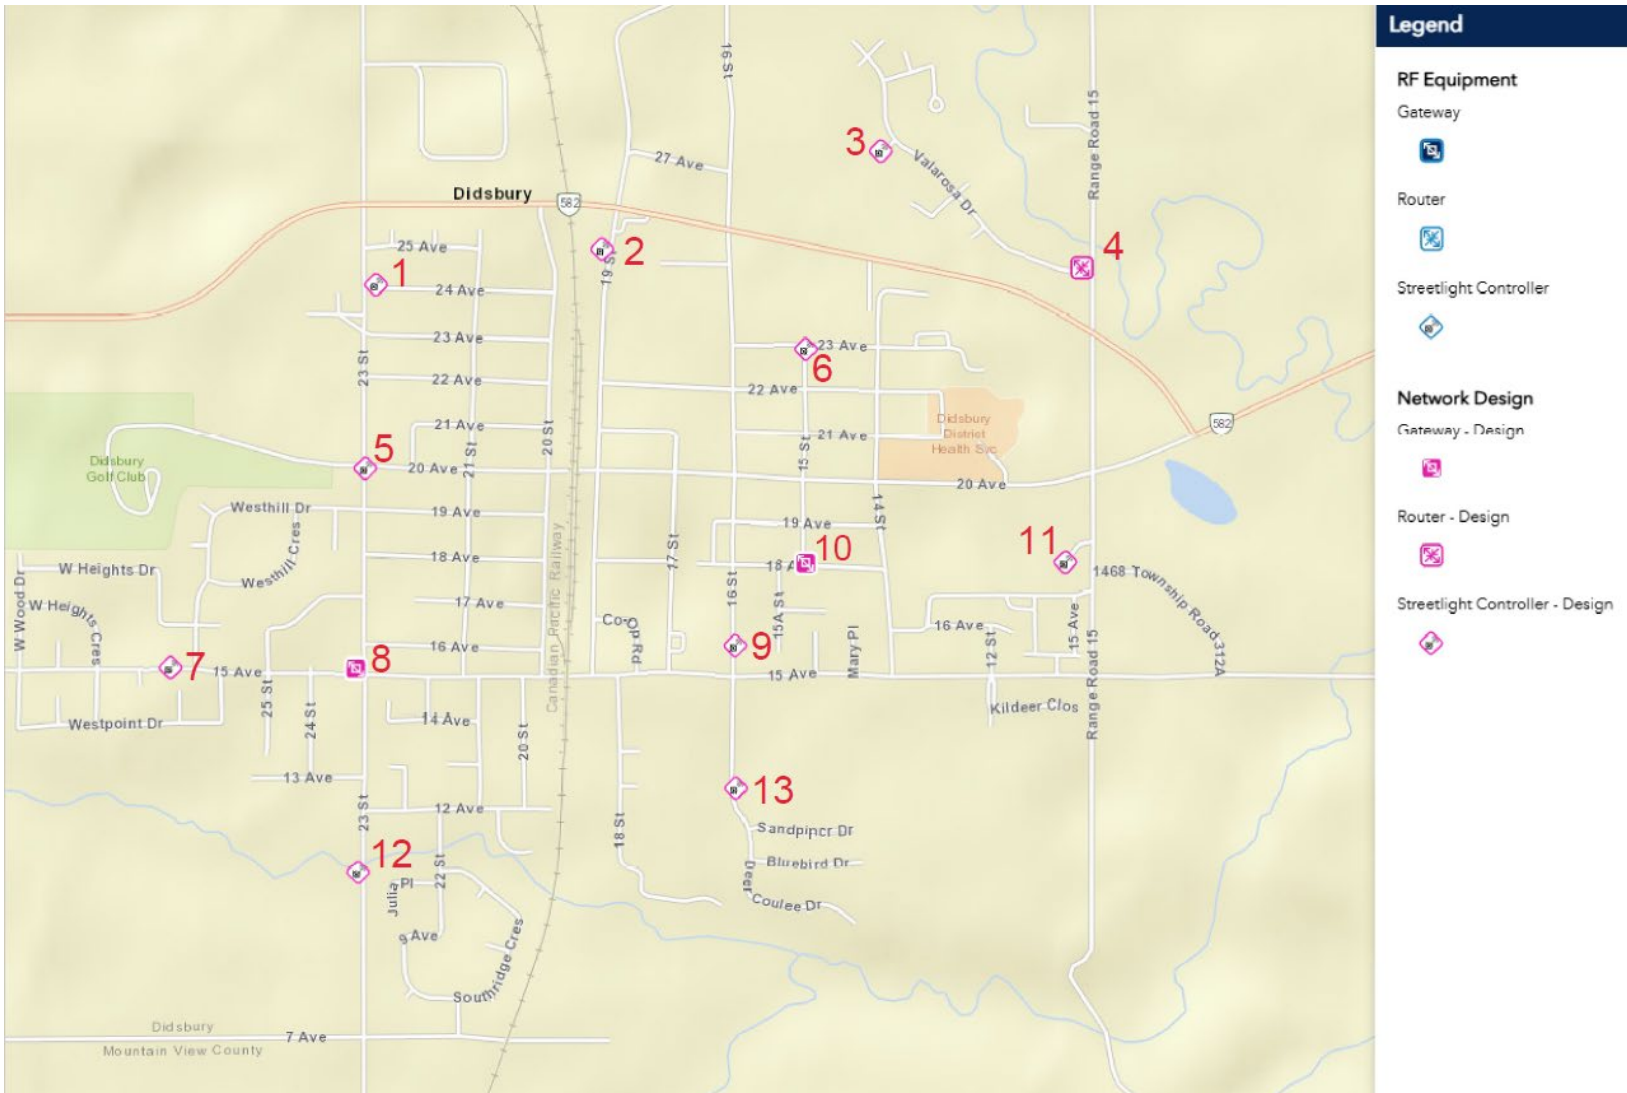 Legend
RF Equipment
Gateway
Router
Streetlight Controller
Network Design
Gateway - Design
Router - Design
Streetlight Controller - Design
16 St
Range Road 15
3
27 Ave
Valarosa Dr
Didsbury
582
25 Ave
2
4
1
19 St
24 Ave
23 Ave
23 Ave
6
23 St
22 Ave
22 Ave
Didsbury
District
Health Svc
582
21 Ave
20 St
21 Ave
5
21 St
15 St
Didsbury
Golf Club
20 Ave
20 Ave
Westhill Dr
19 Ave
19 Ave
14 St
Westhill Cres
17 St
10
11
18 Ave
18 A
W Heights Dr
W Wood Dr
W Heights Cres
Canadian Pacific Railway
16 St
1468 Township Road 312A
17 Ave
15A St
Co-Op Rd
16 Ave
15 Ave
12 St
Mary Pl
16 Ave
9
7
15 Ave
8
15 Ave
25 St
24 St
Kildeer Clos
Range Road 15
Westpoint Dr
14 Ave
20 St
13 Ave
13
23 St
12 Ave
18 St
Sandpiper Dr
12
22 St
Bluebird Dr
Julia Pl
Deer Coulee Dr
9 Ave
Southridge Cres
Didsbury
Mountain View County
7 Ave